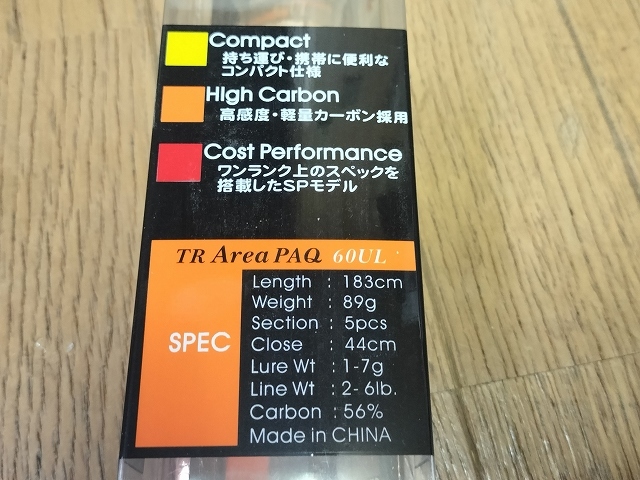 Compact
持ち運び・携帯に便利な
コンパクト仕様
High Carbon
高感度・軽量カーボン採用
Cost Performance
ワンランク上のスペックを
搭載したSPモデル
TR Area PAQ 60UL
SPEC
Length : 183cm
Weight : 89g
Section : 5pcs
Close : 44cm
Lure Wt : 1-7g
Line Wt : 2-6lb.
Carbon : 56%
Made in CHINA